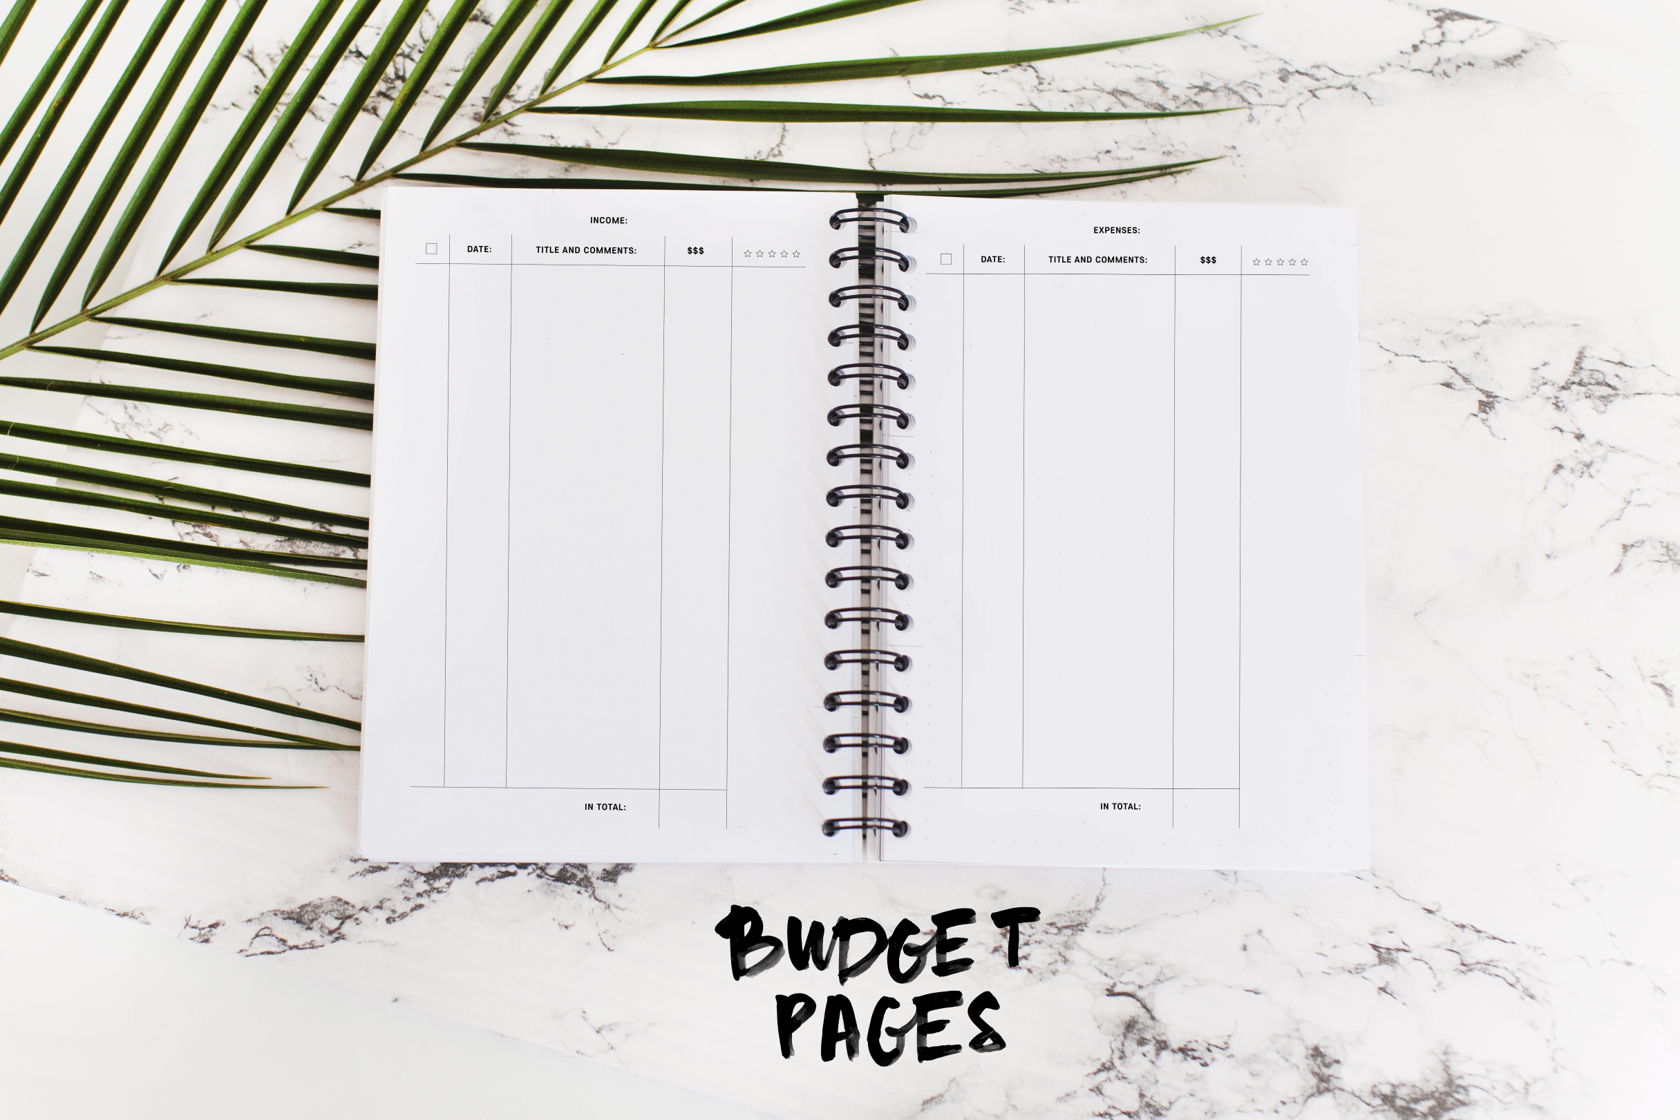 INCOME:
DATE: TITLE AND COMMENTS: $$$
IN TOTAL:
EXPENSES:
DATE: TITLE AND COMMENTS: $$$
IN TOTAL:
BUDGET
PAGES